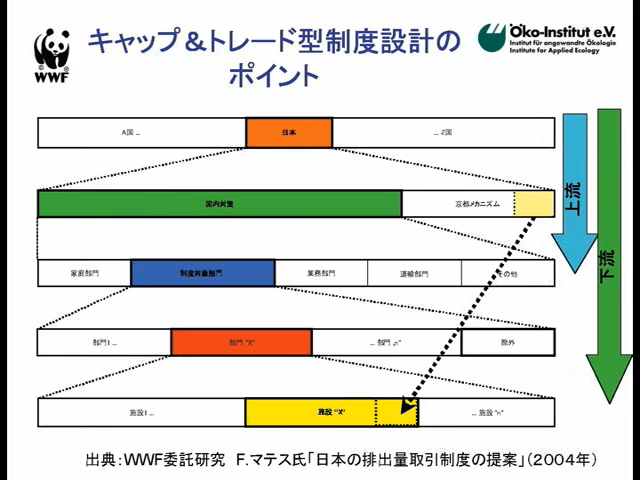 WWF
キャップ＆トレード型制度設計の
ポイント
Öko-Institut e.V.
Institut für angewandte Ökologie
Institute for Applied Ecology
A国 ... 日本 ... Z国
国内対策 京都メカニズム
上流
家庭部門 制度対象部門 業務部門 運輸部門 その他
下流
部門 1 ... 部門 "X" ... 部門 „n" 除外
施設 1 ... 施設 "X" ... 施設 "n"
出典：WWF委託研究 F.マテス氏「日本の排出量取引制度の提案」（2004年）